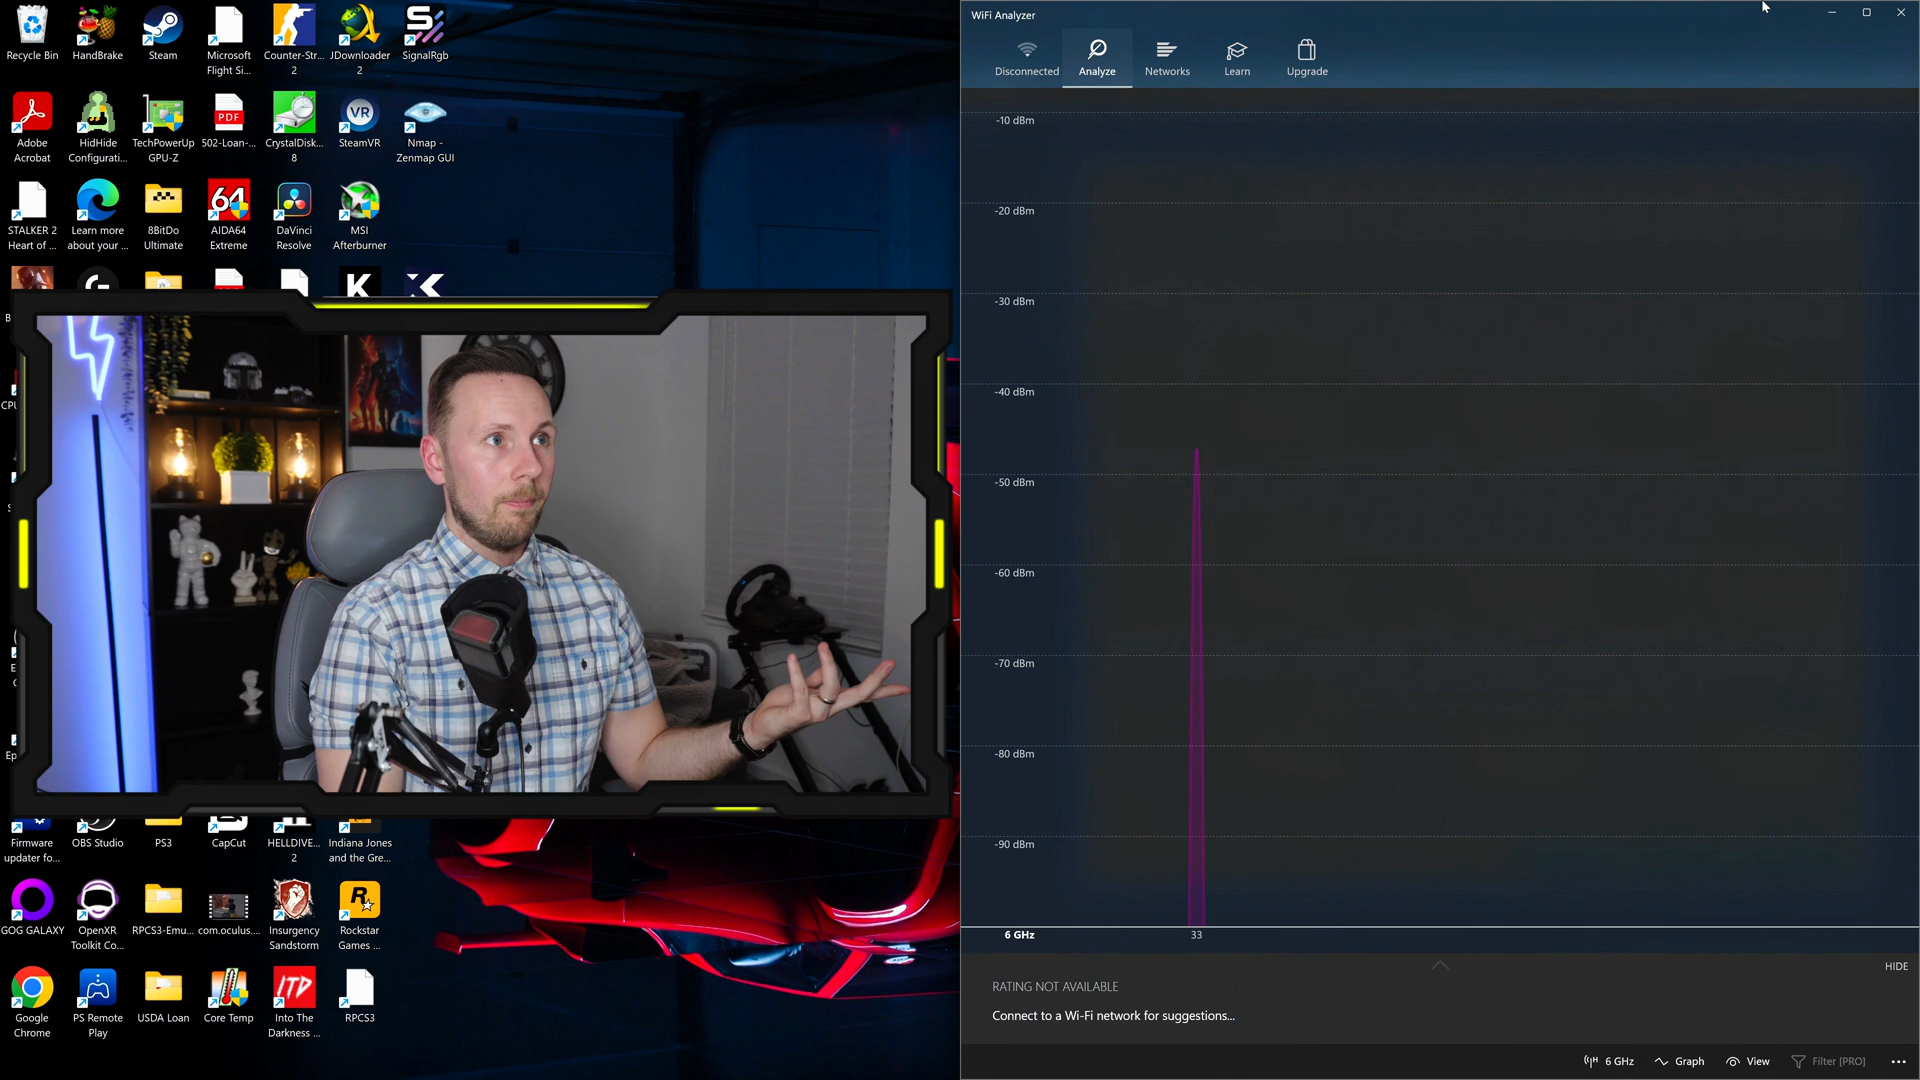 Recycle Bin
HandBrake
Steam
Microsoft
Flight Si...
Counter-Str...
2
JDownloader
2
SignalRgb
Adobe
Acrobat
HidHide
Configurati...
TechPowerUp
GPU-Z
PDF
502-Loan-...
CrystalDisk...
8
VR
SteamVR
Nmap -
Zenmap GUI
STALKER 2
Heart of ...
Learn more
about your ...
8BitDo
Ultimate
64
AIDA64
Extreme
DaVinci
Resolve
MSI
Afterburner
K
CPU
Ep
Firmware
updater fo...
OBS Studio
PS3
CapCut
HELLDIVE...
2
Indiana Jones
and the Gre...
GOG GALAXY
OpenXR
Toolkit Co...
RPCS3-Emu...
com.oculus....
Insurgency
Sandstorm
R
Rockstar
Games ...
Google
Chrome
PS Remote
Play
USDA Loan
Core Temp
ITD
Into The
Darkness ...
RPCS3
WiFi Analyzer
Disconnected
Analyze
Networks
Learn
Upgrade
-10 dBm
-20 dBm
-30 dBm
-40 dBm
-50 dBm
-60 dBm
-70 dBm
-80 dBm
-90 dBm
6 GHz
33
HIDE
RATING NOT AVAILABLE
Connect to a Wi-Fi network for suggestions...
6 GHz
Graph
View
Filter [PRO]